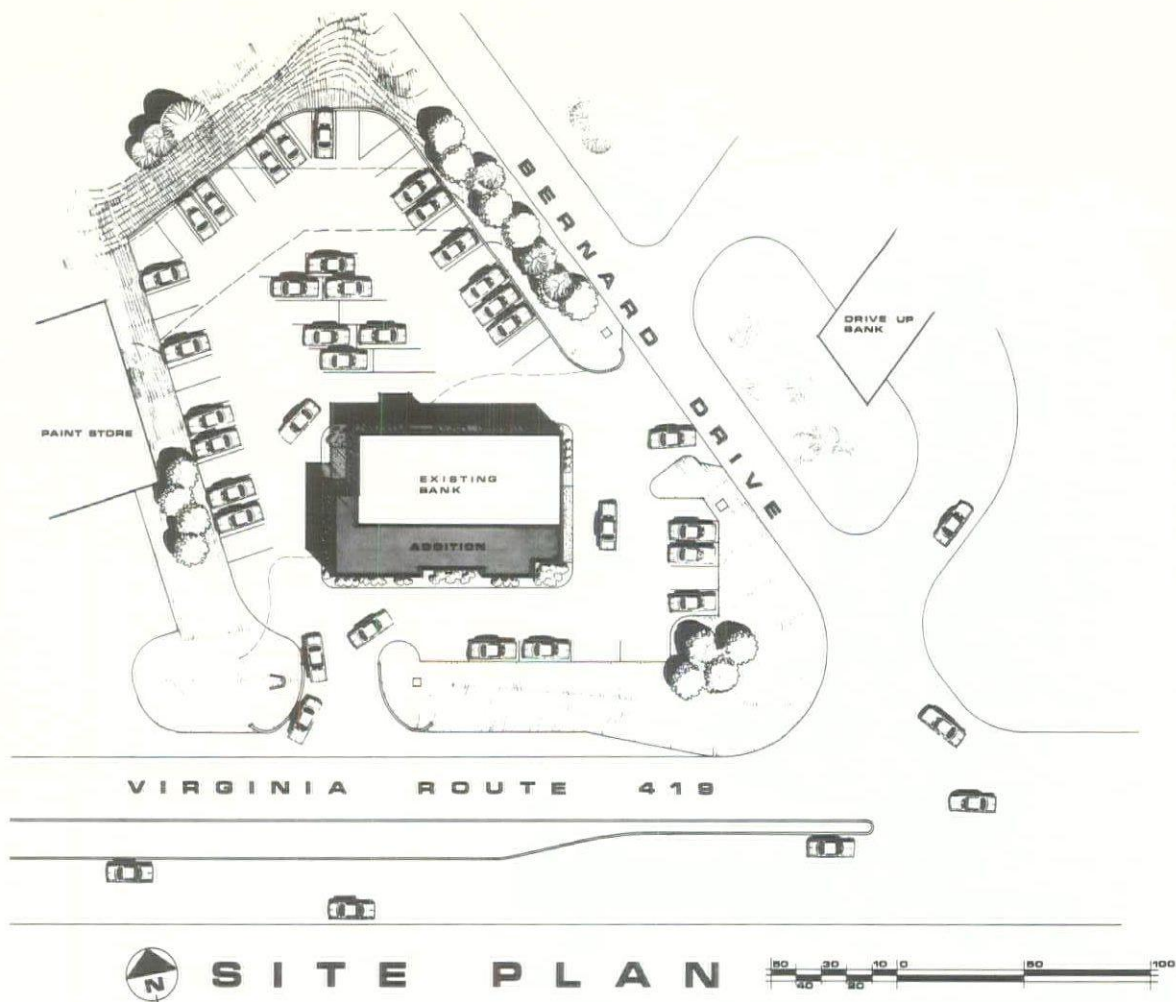 BERNARD DRIVE
DRIVE UP
BANK
PAINT STORE
EXISTING
BANK
ADDITION
VIRGINIA ROUTE 419
N SITE PLAN
50 30 10 0 50 100
40 20